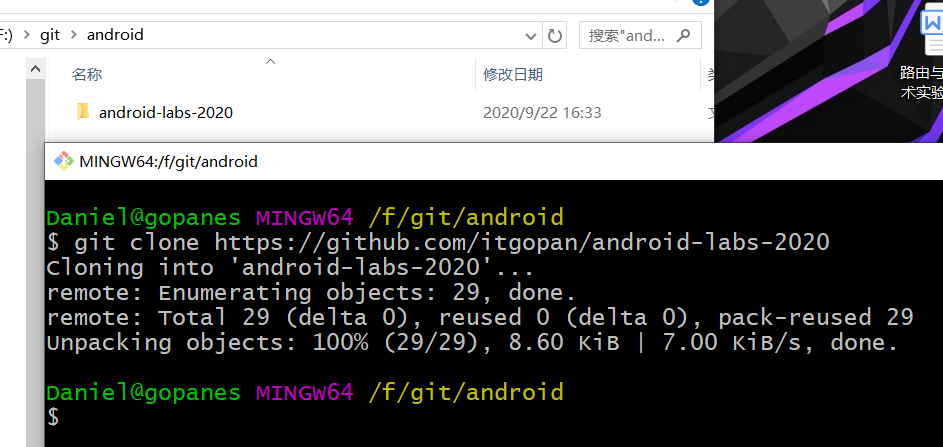 F:) > git > android
搜索"and...
名称
修改日期
android-labs-2020
2020/9/22 16:33
路由与
术实验
MINGW64:/f/git/android
Daniel@gopanes MINGW64 /f/git/android
$ git clone https://github.com/itgopan/android-labs-2020
Cloning into 'android-labs-2020'...
remote: Enumerating objects: 29, done.
remote: Total 29 (delta 0), reused 0 (delta 0), pack-reused 29
Unpacking objects: 100% (29/29), 8.60 KiB | 7.00 KiB/s, done.
Daniel@gopanes MINGW64 /f/git/android
$